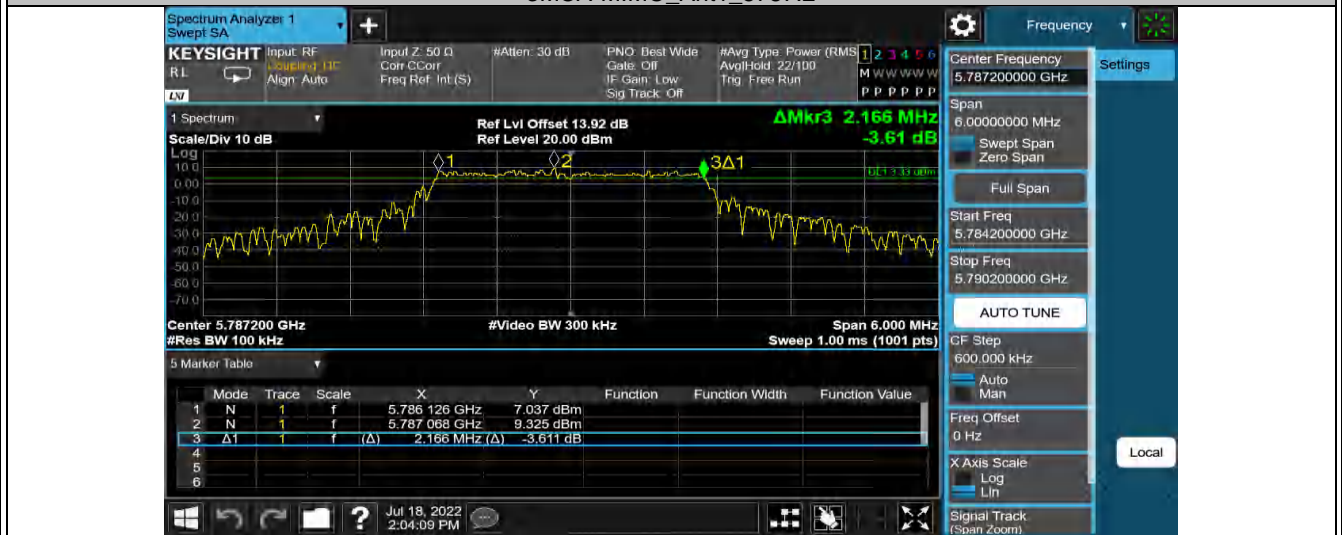 Spectrum Analyzer 1
Swept SA
Frequency
KEYSIGHT
RL
LXI
Input: RF
Align: Auto
Input Z: 50 Ω
Corr CCorr
Freq Ref: Int (S)
#Atten: 30 dB
PNO: Best Wide
Gate: Off
IF Gain: Low
Sig Track: Off
#Avg Type: Power (RMS
Avg|Hold: 22/100
Trig: Free Run
1 2 3 4 5 6
M W W W W W
P P P P P P
Center Frequency
5.787200000 GHz
Settings
1 Spectrum
Scale/Div 10 dB
Ref Lvl Offset 13.92 dB
Ref Level 20.00 dBm
ΔMkr3 2.166 MHz
-3.61 dB
Span
6.00000000 MHz
Swept Span
Zero Span
Log
10.0
0.00
-10.0
-20.0
-30.0
-40.0
-50.0
-60.0
-70.0
1
2
3Δ1
Full Span
Start Freq
5.784200000 GHz
Stop Freq
5.790200000 GHz
AUTO TUNE
Center 5.787200 GHz
#Res BW 100 kHz
#Video BW 300 kHz
Span 6.000 MHz
Sweep 1.00 ms (1001 pts)
CF Step
600.000 kHz
Auto
Man
5 Marker Table
Mode Trace Scale X Y Function Function Width Function Value
1 N 1 f 5.786 126 GHz 7.037 dBm
2 N 1 f 5.787 068 GHz 9.325 dBm
3 Δ1 1 f (Δ) 2.166 MHz (Δ) -3.611 dB
4
5
6
Freq Offset
0 Hz
Local
X Axis Scale
Log
Lin
Signal Track
(Span Zoom)
?
Jul 18, 2022
2:04:09 PM